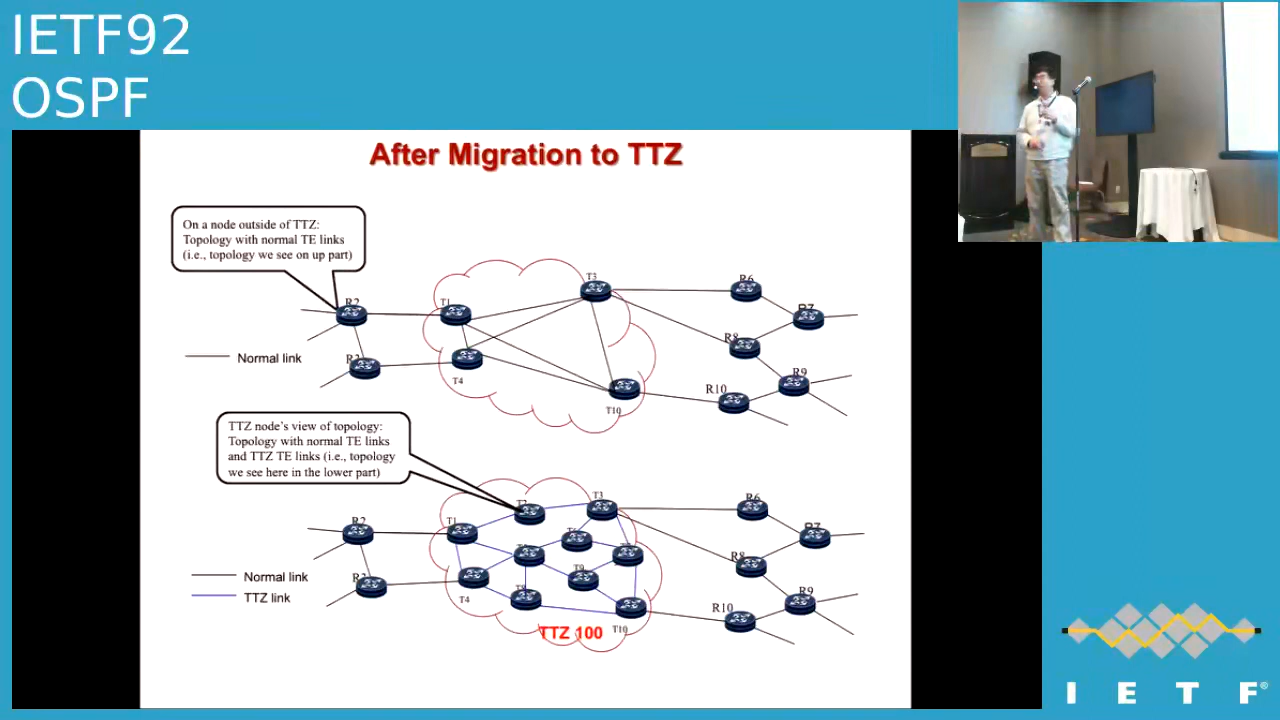 IETF92
OSPF
After Migration to TTZ
On a node outside of TTZ:
Topology with normal TE links
(i.e., topology we see on up part)
T3
R6
R2
T1
R7
R8
Normal link
T4
R9
R10
T10
TTZ node's view of topology:
Topology with normal TE links
and TTZ TE links (i.e., topology
we see here in the lower part)
T2
T3
R6
R2
T1
R7
R8
T9
Normal link
T4
R9
TTZ link
R10
TTZ 100
T10
I E T F®